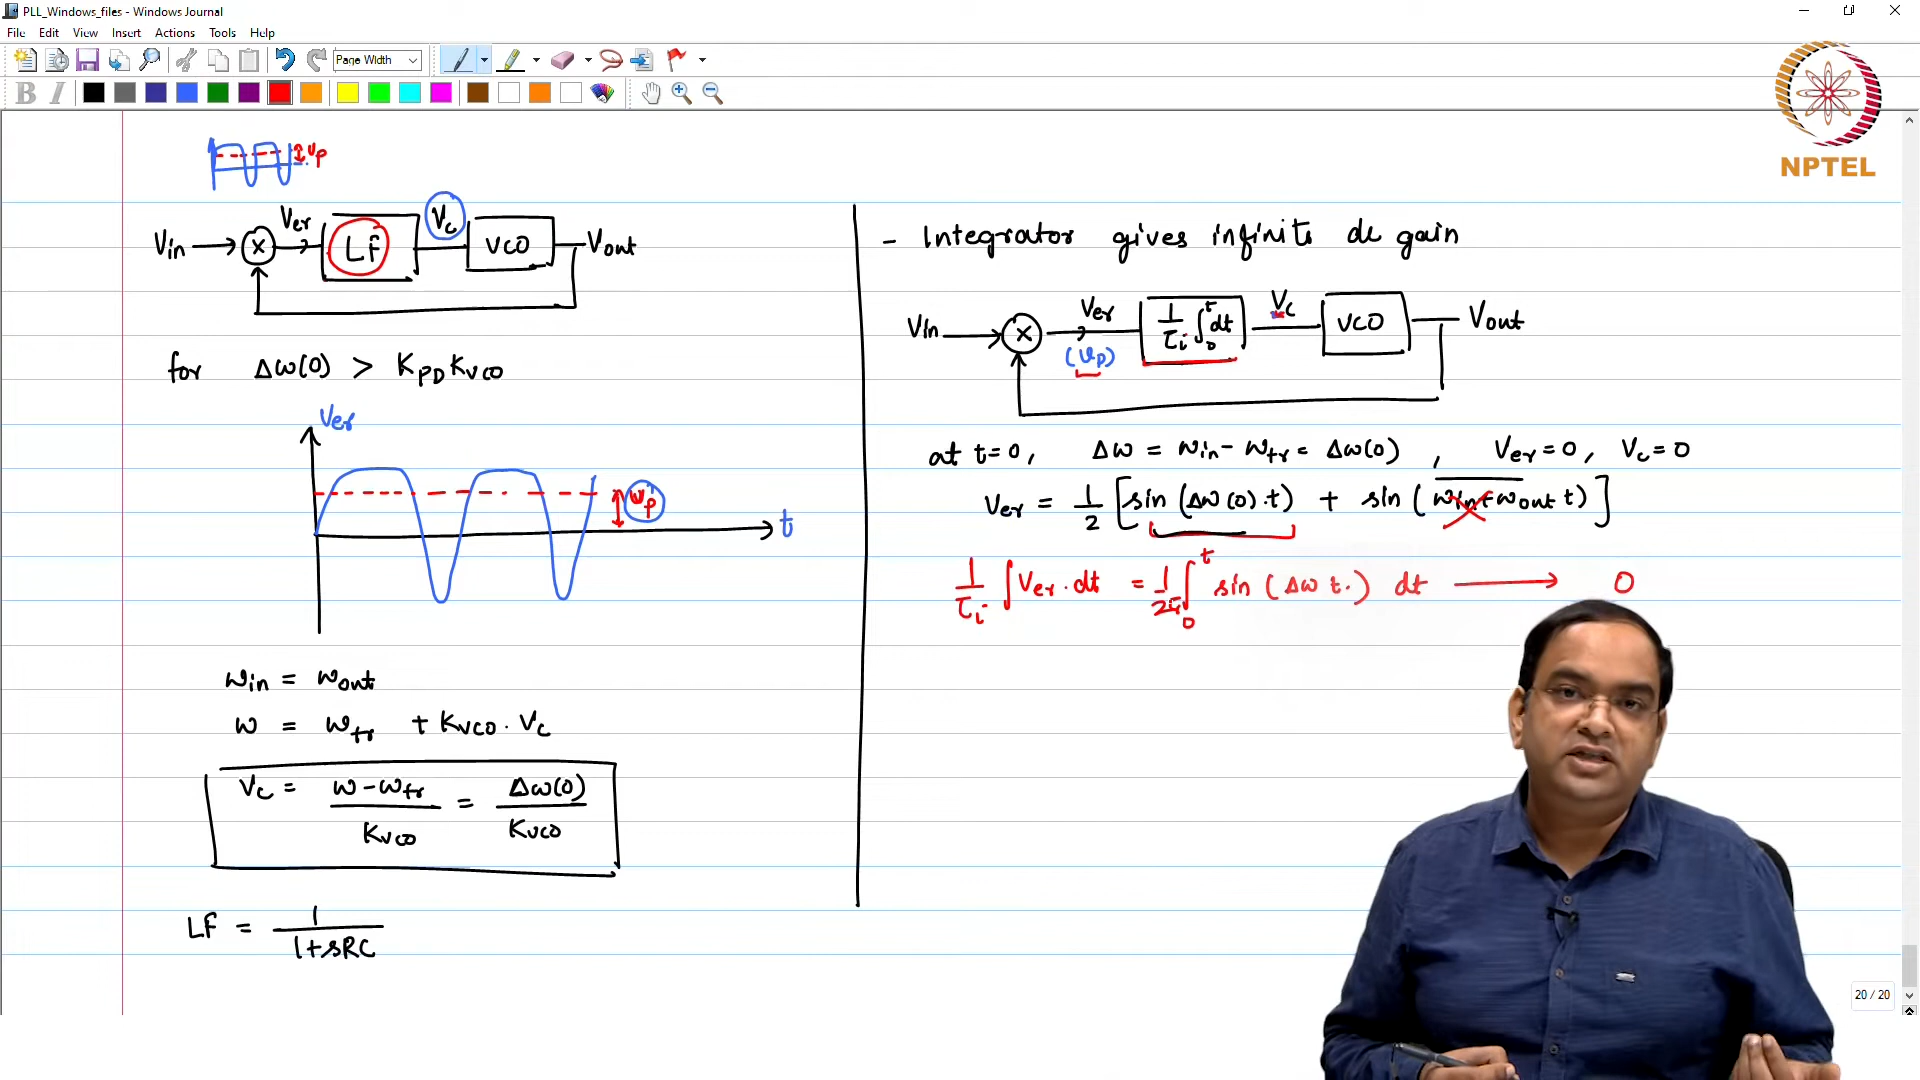 PLL_Windows_files - Windows Journal
File Edit View Insert Actions Tools Help
Page Width
B I
NPTEL
υp
Vin → × Ver LF Vc VCO Vout
for Δω(0) > KPD KVCO
Ver
υp
t
ωin = ωout
ω = ωfr + KVCO · Vc
Vc = (ω - ωfr) / KVCO = Δω(0) / KVCO
LF = 1 / (1+sRC)
- Integrator gives infinite dc gain
Vin → × Ver (υp) 1/τi ∫₀ᵗ dt Vc VCO Vout
at t=0, Δω = ωin - ωfr = Δω(0) , Ver = 0, Vc = 0
Ver = 1/2 [ sin (Δω(0)·t) + sin ( ωin+ωout t) ]
1/τi ∫ Ver · dt = 1/2τi ∫₀ᵗ sin (Δω t.) dt → 0
20 / 20